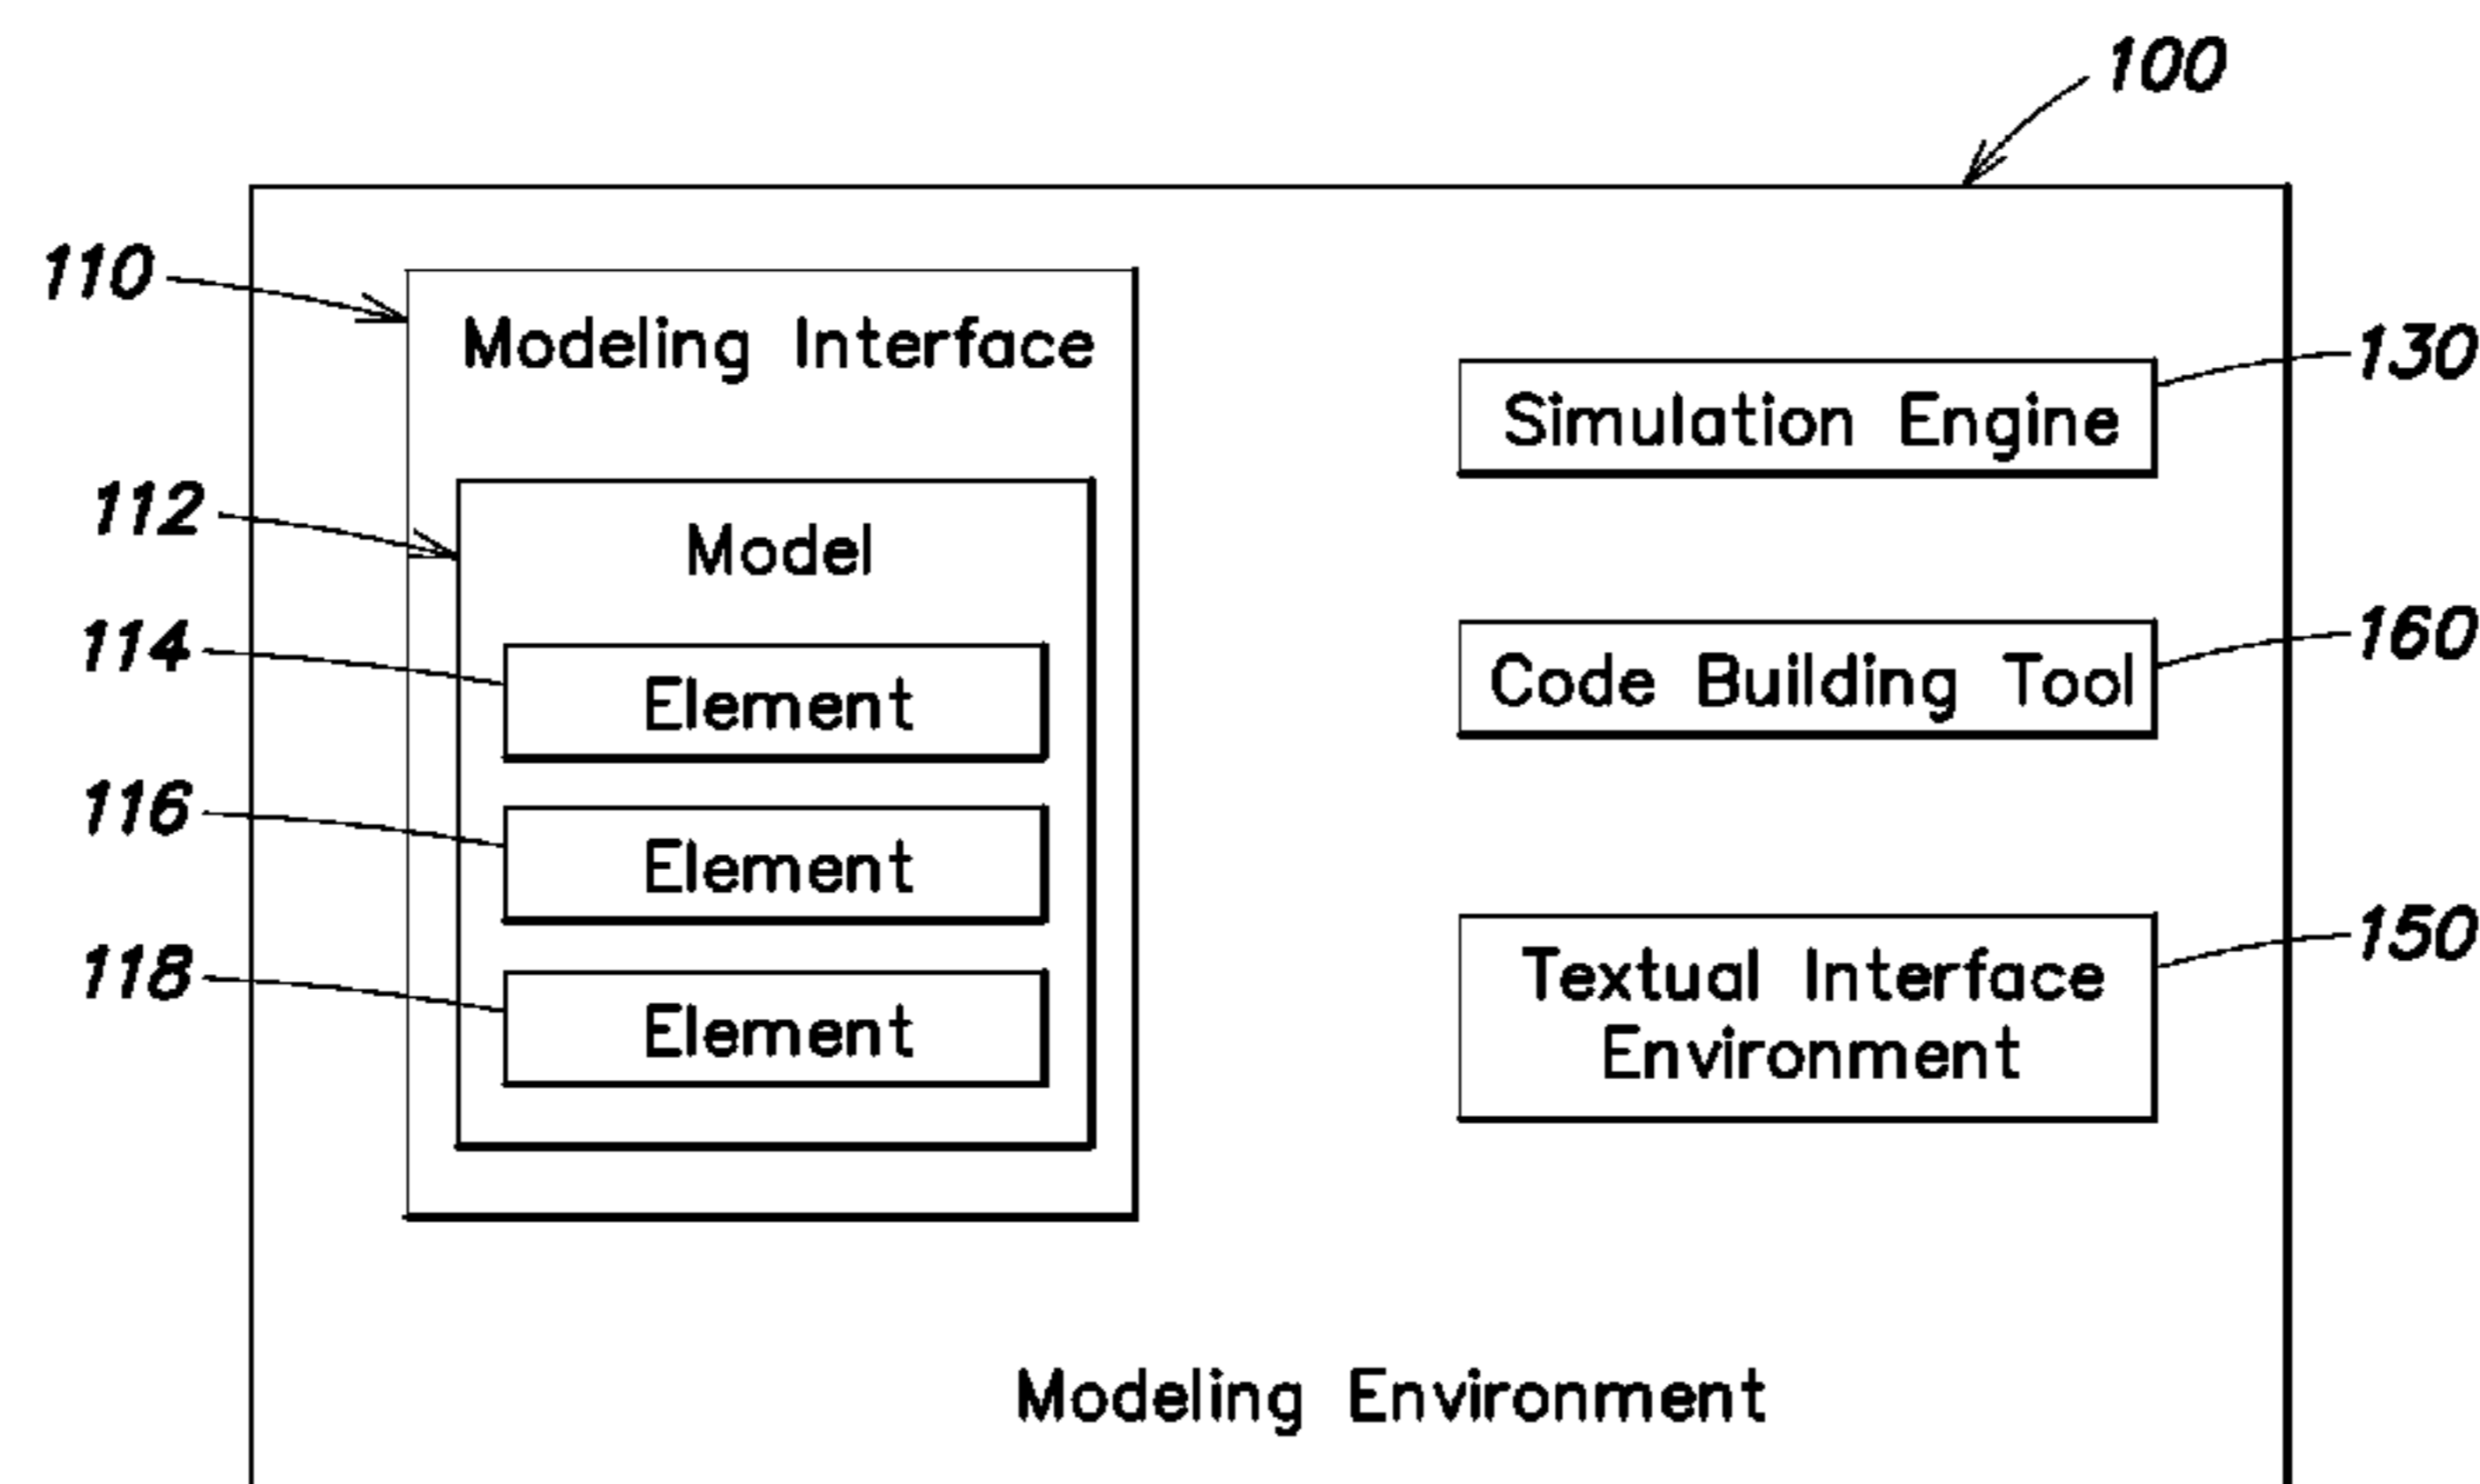 100
110
Modeling Interface
130
Simulation Engine
112
Model
114
Element
160
Code Building Tool
116
Element
150
118
Element
Textual Interface
Environment
Modeling Environment